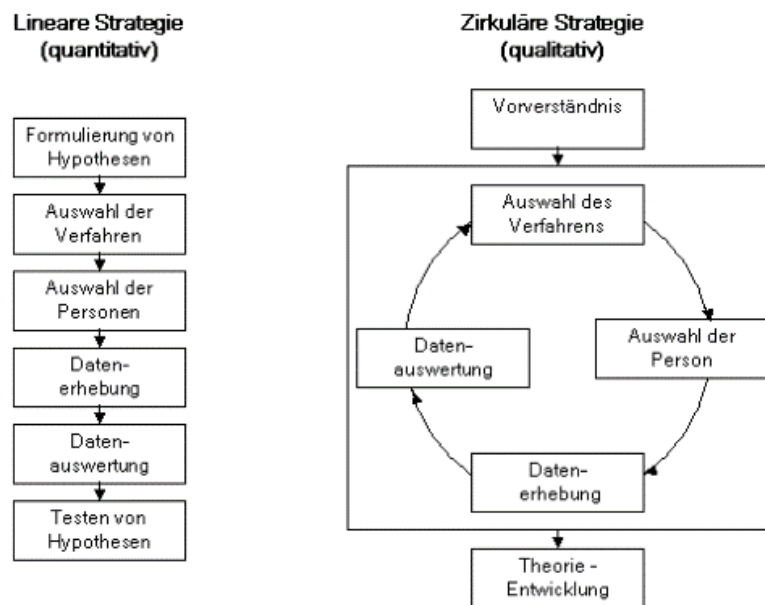 Lineare Strategie
(quantitativ)
Formulierung von
Hypothesen
Auswahl der
Verfahren
Auswahl der
Personen
Daten-
erhebung
Daten-
auswertung
Testen von
Hypothesen
Zirkuläre Strategie
(qualitativ)
Vorverständnis
Auswahl des
Verfahrens
Auswahl der
Person
Daten-
erhebung
Daten-
auswertung
Theorie -
Entwicklung